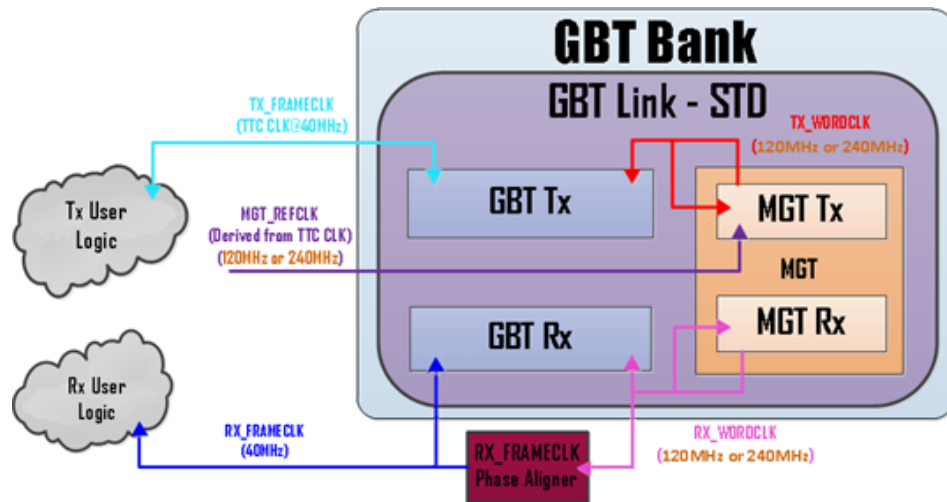 GBT Bank
GBT Link - STD
TX_FRAMECLK
(TTC CLK@40MHz)
TX_WORDCLK
(120MHz or 240MHz)
Tx User
Logic
GBT Tx
MGT Tx
MGT_REFCLK
(Derived from TTC CLK)
(120MHz or 240MHz)
MGT
GBT Rx
MGT Rx
Rx User
Logic
RX_FRAMECLK
(40MHz)
RX_FRAMECLK
Phase Aligner
RX_WORDCLK
(120MHz or 240MHz)